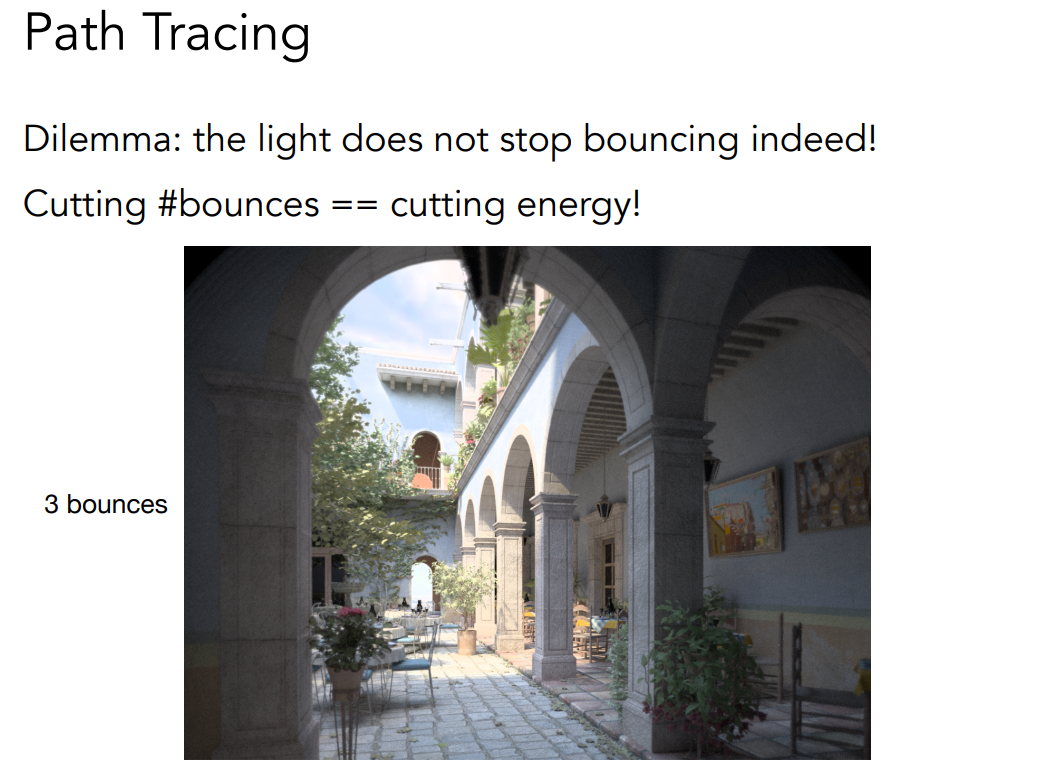 Path Tracing
Dilemma: the light does not stop bouncing indeed!
Cutting #bounces == cutting energy!
3 bounces